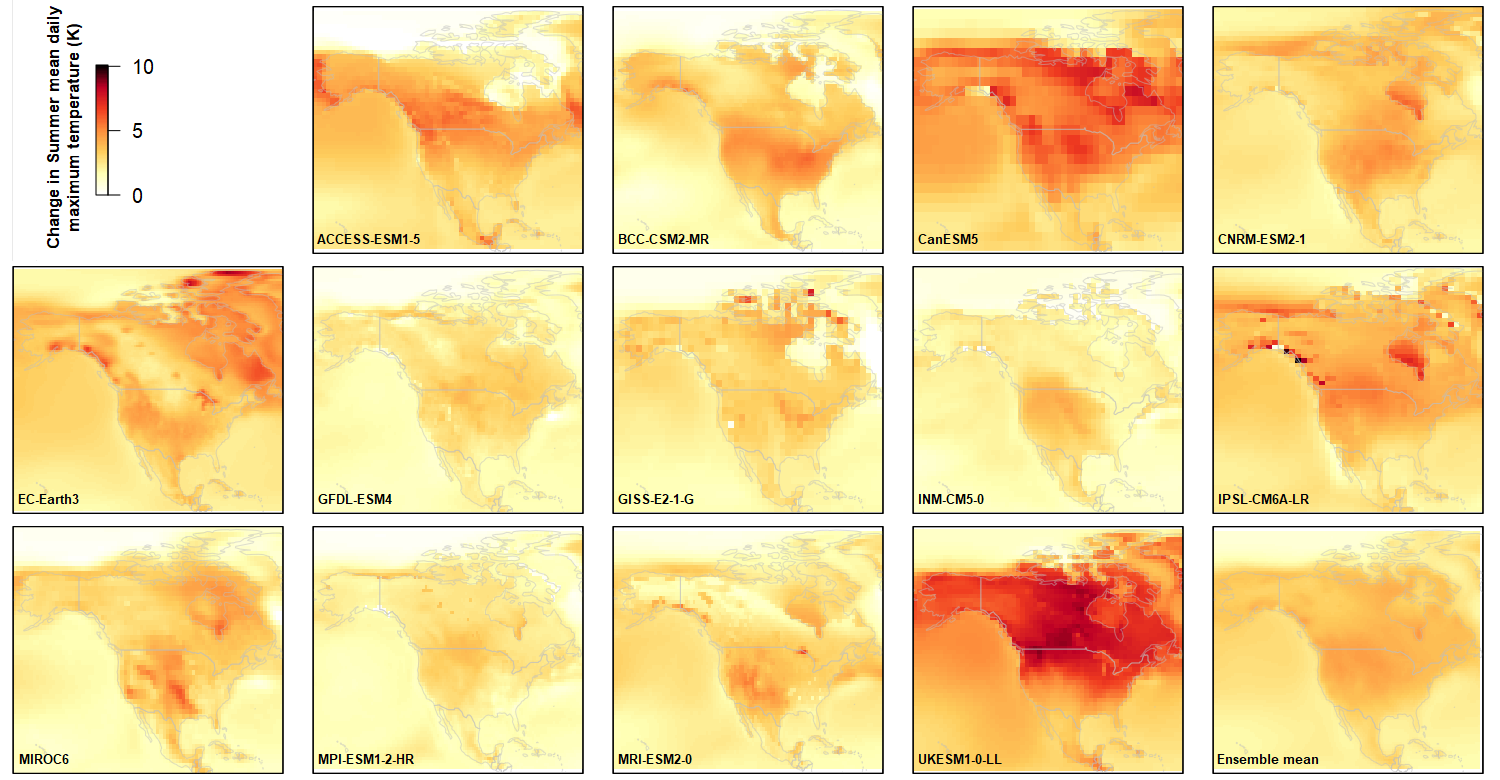 Change in Summer mean daily
maximum temperature (K)
10
5
0
ACCESS-ESM1-5
BCC-CSM2-MR
CanESM5
CNRM-ESM2-1
EC-Earth3
GFDL-ESM4
GISS-E2-1-G
INM-CM5-0
IPSL-CM6A-LR
MIROC6
MPI-ESM1-2-HR
MRI-ESM2-0
UKESM1-0-LL
Ensemble mean